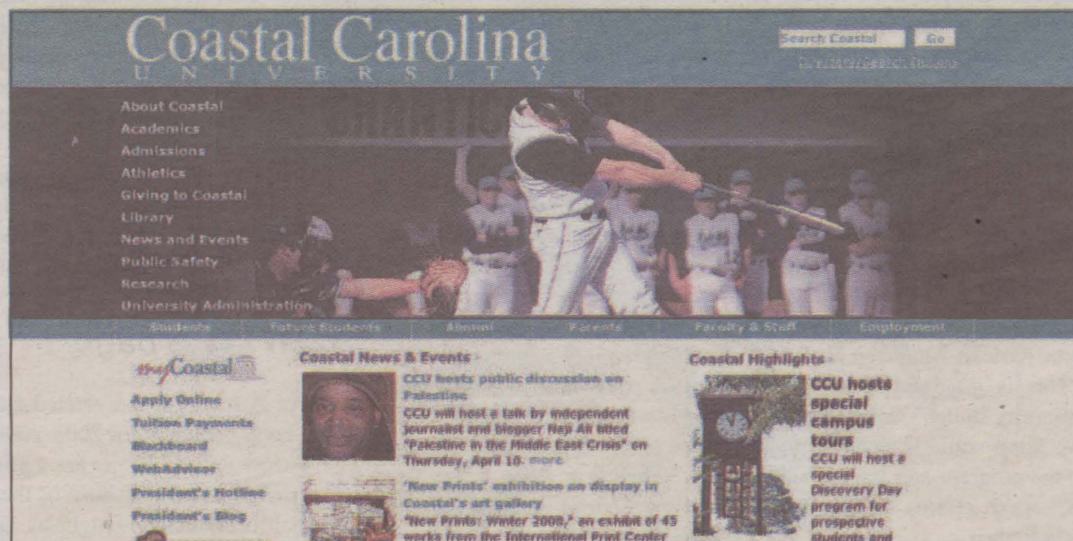 Coastal Carolina
UNIVERSITY
Search Coastal
Go
About Coastal
Academics
Admissions
Athletics
Giving to Coastal
Library
News and Events
Public Safety
Research
University Administration
Students
Future Students
Alumni
Parents
Faculty & Staff
Employment
myCoastal
Apply Online
Tuition Payments
Blackboard
WebAdvisor
President's Hotline
President's Blog
Coastal News & Events
CCU hosts public discussion on
Palestine
CCU will host a talk by independent
journalist and blogger Ali titled
"Palestine in the Middle East Crisis" on
Thursday, April 10. more
'New Prints' exhibition on display in
Coastal's art gallery
"New Prints: Winter 2008," an exhibit of 45
works from the International Print Center
Coastal Highlights
CCU hosts
special
campus
tours
CCU will host a
special
Discovery Day
program for
prospective
students and